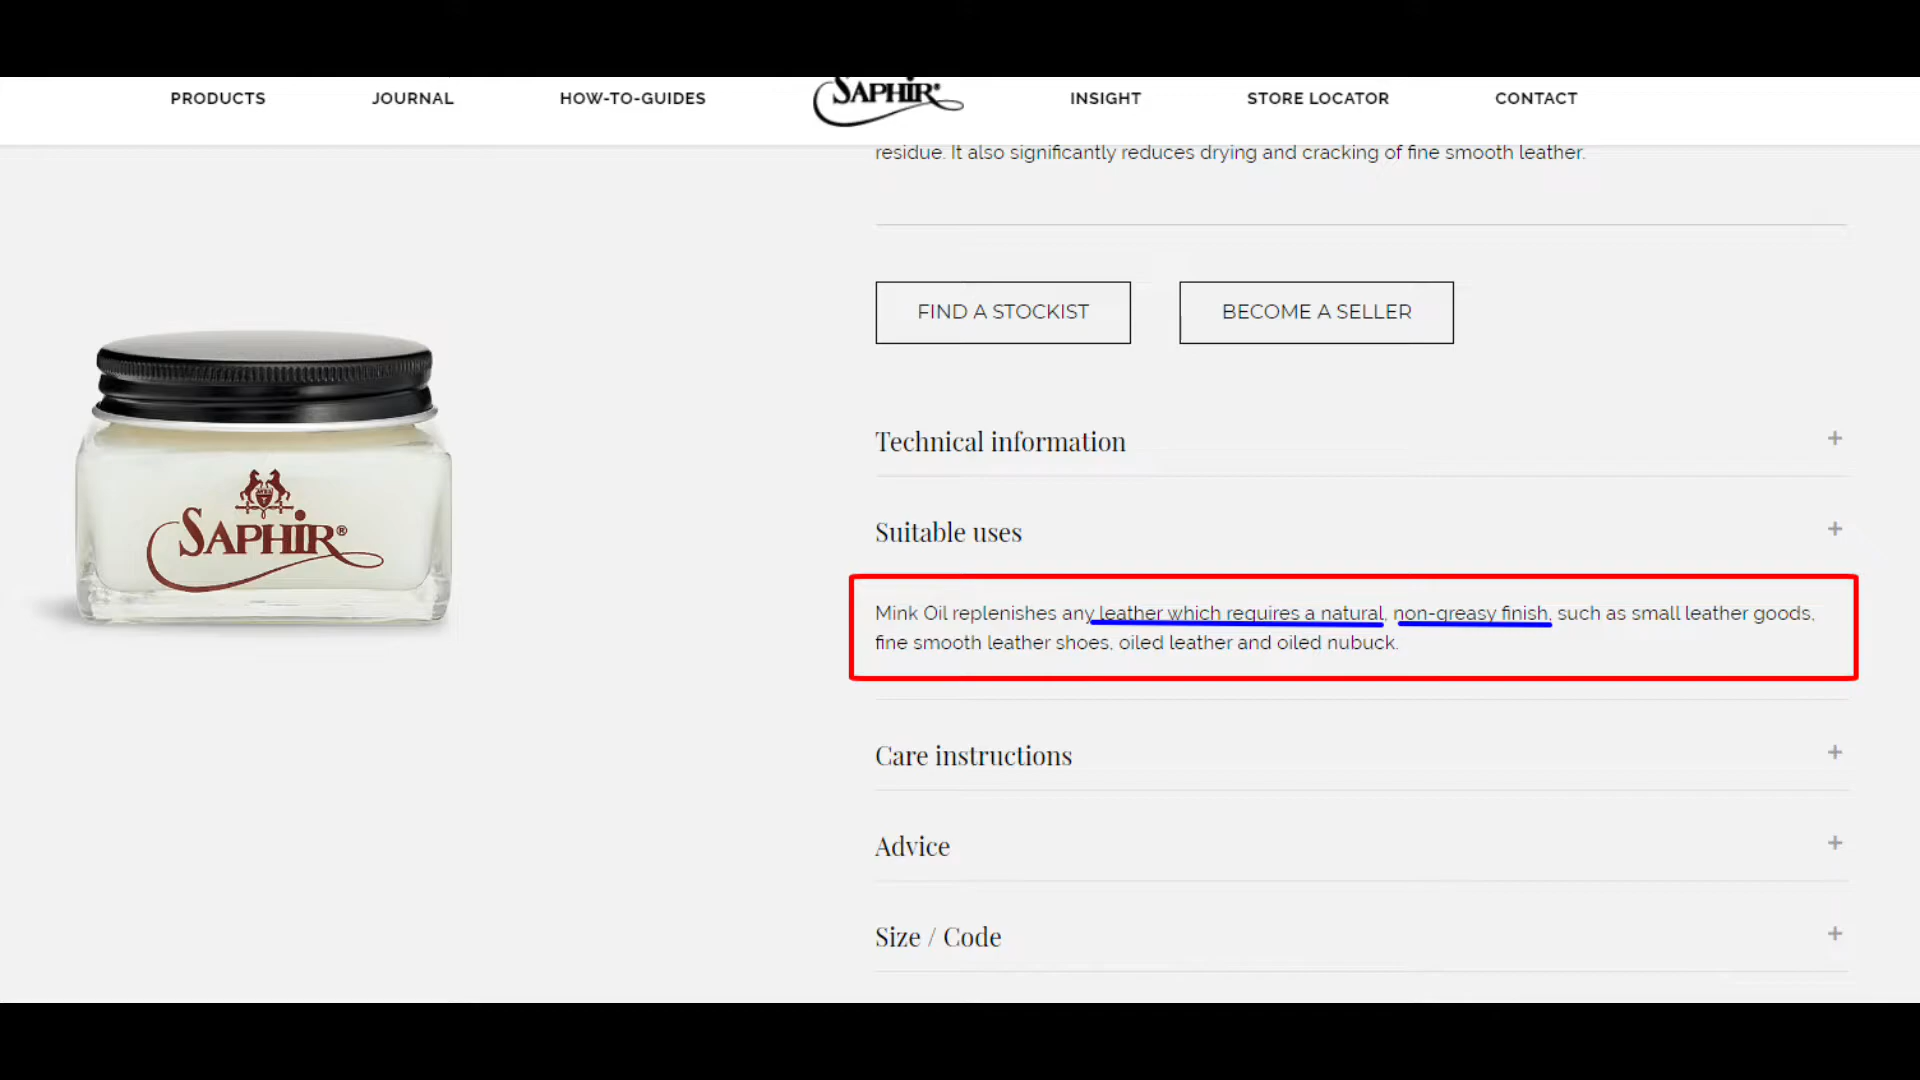 PRODUCTS JOURNAL HOW-TO-GUIDES SAPHIR® INSIGHT STORE LOCATOR CONTACT
residue. It also significantly reduces drying and cracking of fine smooth leather.
FIND A STOCKIST BECOME A SELLER
Technical information +
Suitable uses +
Mink Oil replenishes any leather which requires a natural, non-greasy finish, such as small leather goods,
fine smooth leather shoes, oiled leather and oiled nubuck.
Care instructions +
Advice +
Size / Code +
SAPHIR®